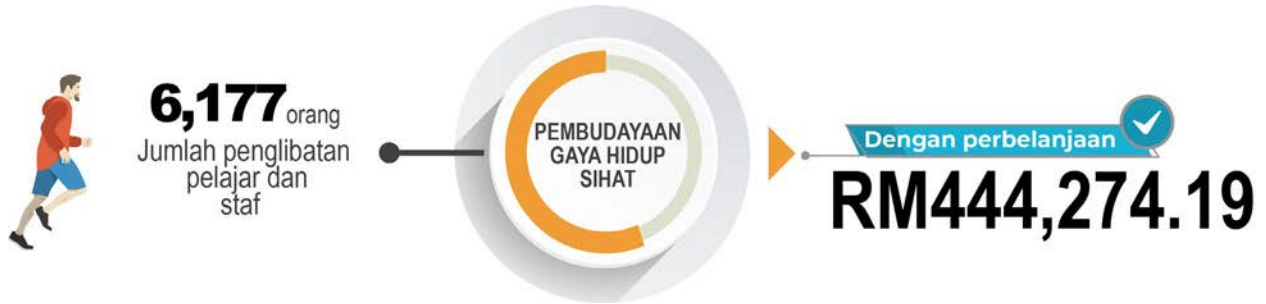 6,177 orang
Jumlah penglibatan
pelajar dan
staf
PEMBUDAYAAN
GAYA HIDUP
SIHAT
Dengan perbelanjaan
RM444,274.19